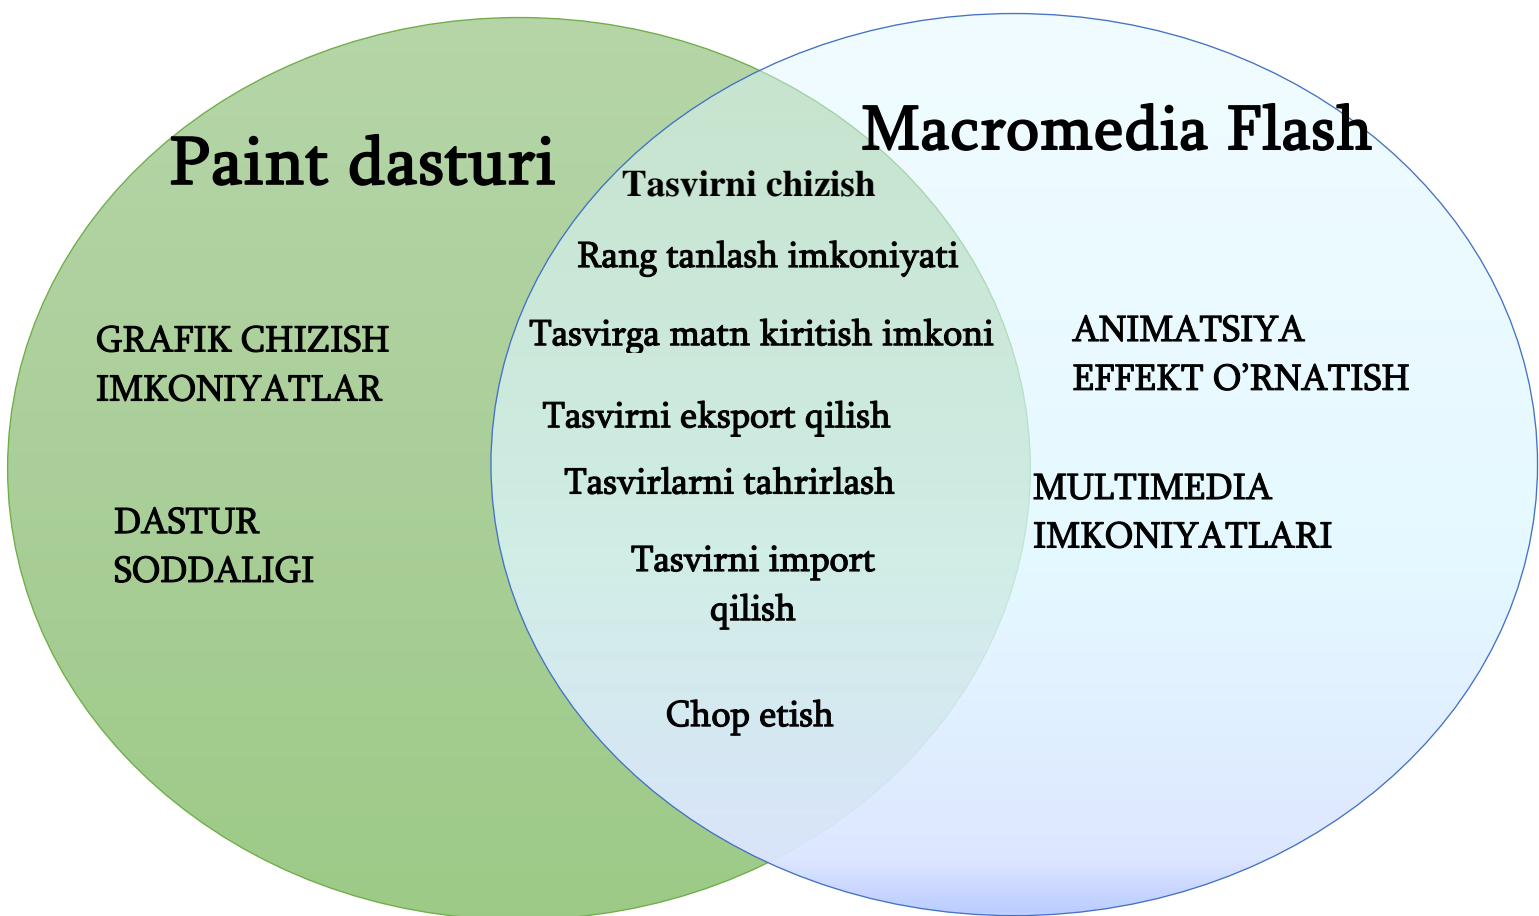 Paint dasturi
Macromedia Flash
GRAFIK CHIZISH
IMKONIYATLAR
DASTUR
SODDALIGI
Tasvirni chizish
Rang tanlash imkoniyati
Tasvirga matn kiritish imkoni
Tasvirni eksport qilish
Tasvirlarni tahrirlash
Tasvirni import
qilish
Chop etish
ANIMATSIYA
EFFEKT O’RNATISH
MULTIMEDIA
IMKONIYATLARI